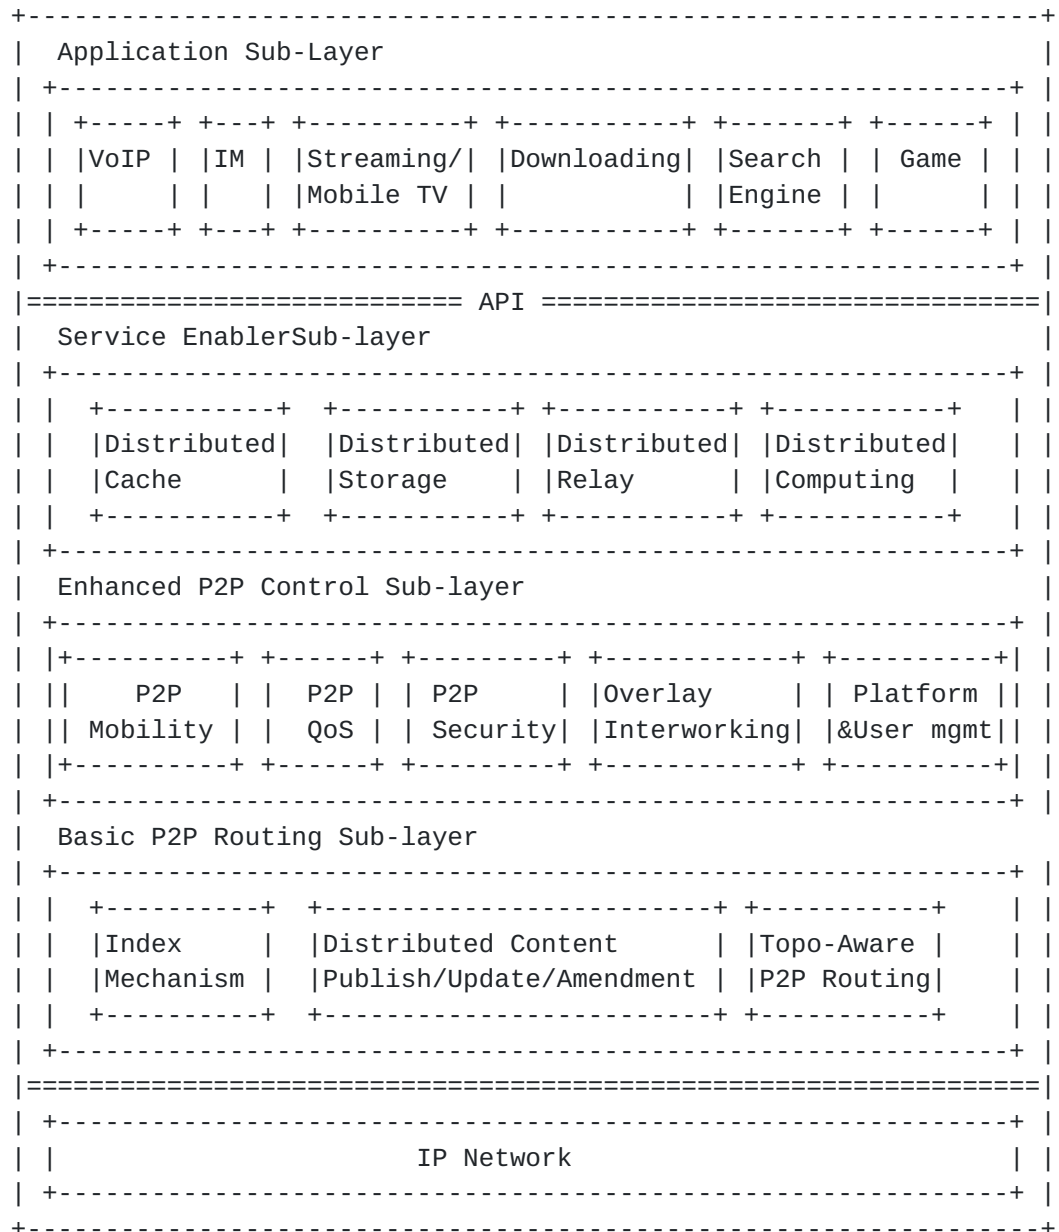 +-----------------------------------------------------------------+
|  Application Sub-Layer                                          |
| +-------------------------------------------------------------+ |
| | +-----+ +---+ +----------+ +-----------+ +-------+ +------+ | |
| | |VoIP | |IM | |Streaming/| |Downloading| |Search | | Game | | |
| | |     | |   | |Mobile TV | |           | |Engine | |      | | |
| | +-----+ +---+ +----------+ +-----------+ +-------+ +------+ | |
| +-------------------------------------------------------------+ |
|============================ API ================================|
|  Service EnablerSub-layer                                       |
| +-------------------------------------------------------------+ |
| |  +-----------+  +-----------+ +-----------+ +-----------+   | |
| |  |Distributed|  |Distributed| |Distributed| |Distributed|   | |
| |  |Cache      |  |Storage    | |Relay      | |Computing  |   | |
| |  +-----------+  +-----------+ +-----------+ +-----------+   | |
| +-------------------------------------------------------------+ |
|  Enhanced P2P Control Sub-layer                                 |
| +-------------------------------------------------------------+ |
| |+----------+ +------+ +---------+ +------------+ +----------+| |
| ||   P2P    | |  P2P | | P2P     | |Overlay     | | Platform || |
| || Mobility | |  QoS | | Security| |Interworking| |&User mgmt|| |
| |+----------+ +------+ +---------+ +------------+ +----------+| |
| +-------------------------------------------------------------+ |
|  Basic P2P Routing Sub-layer                                    |
| +-------------------------------------------------------------+ |
| |  +----------+  +-------------------------+ +-----------+    | |
| |  |Index     |  |Distributed Content      | |Topo-Aware |    | |
| |  |Mechanism |  |Publish/Update/Amendment | |P2P Routing|    | |
| |  +----------+  +-------------------------+ +-----------+    | |
| +-------------------------------------------------------------+ |
|=================================================================|
| +-------------------------------------------------------------+ |
| |                       IP Network                            | |
| +-------------------------------------------------------------+ |
+-----------------------------------------------------------------+